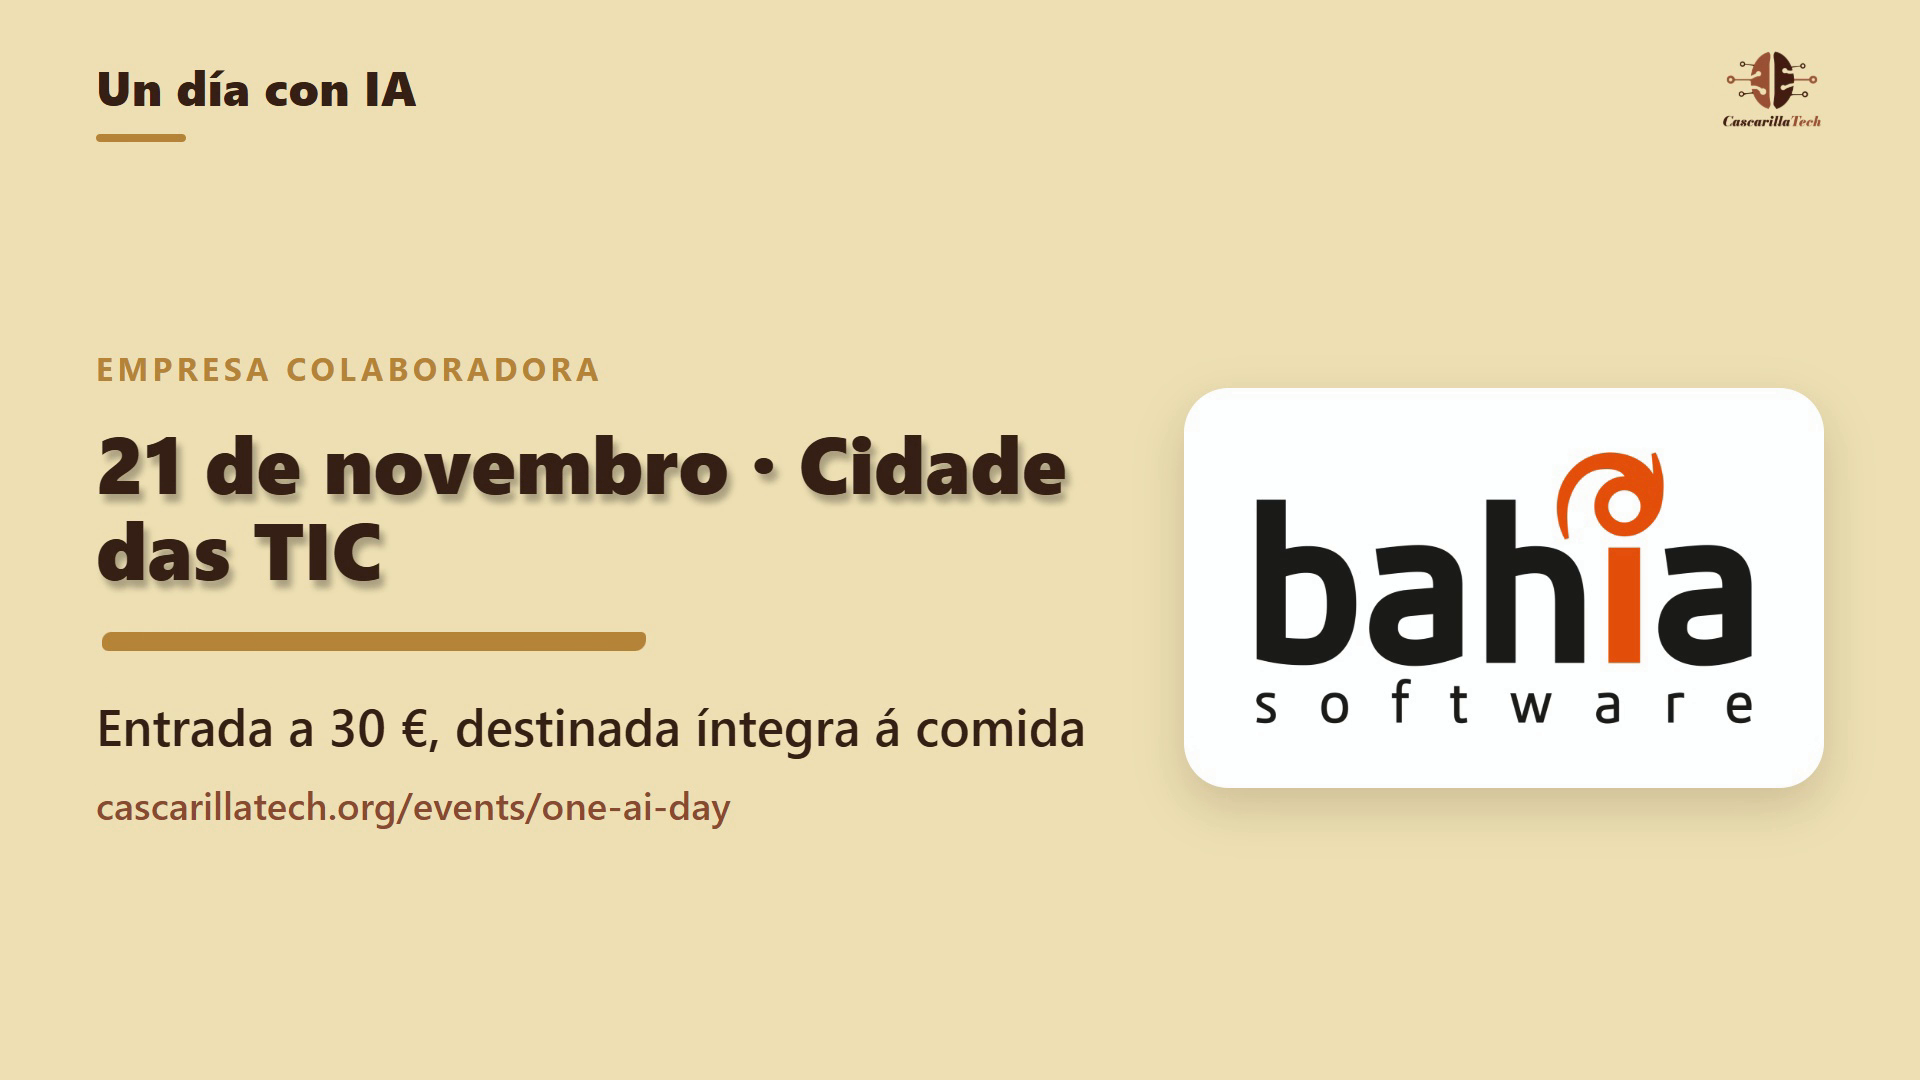 Un día con IA
CascarillaTech
EMPRESA COLABORADORA
21 de novembro · Cidade
das TIC
Entrada a 30 €, destinada íntegra á comida
cascarillatech.org/events/one-ai-day
bahia
software